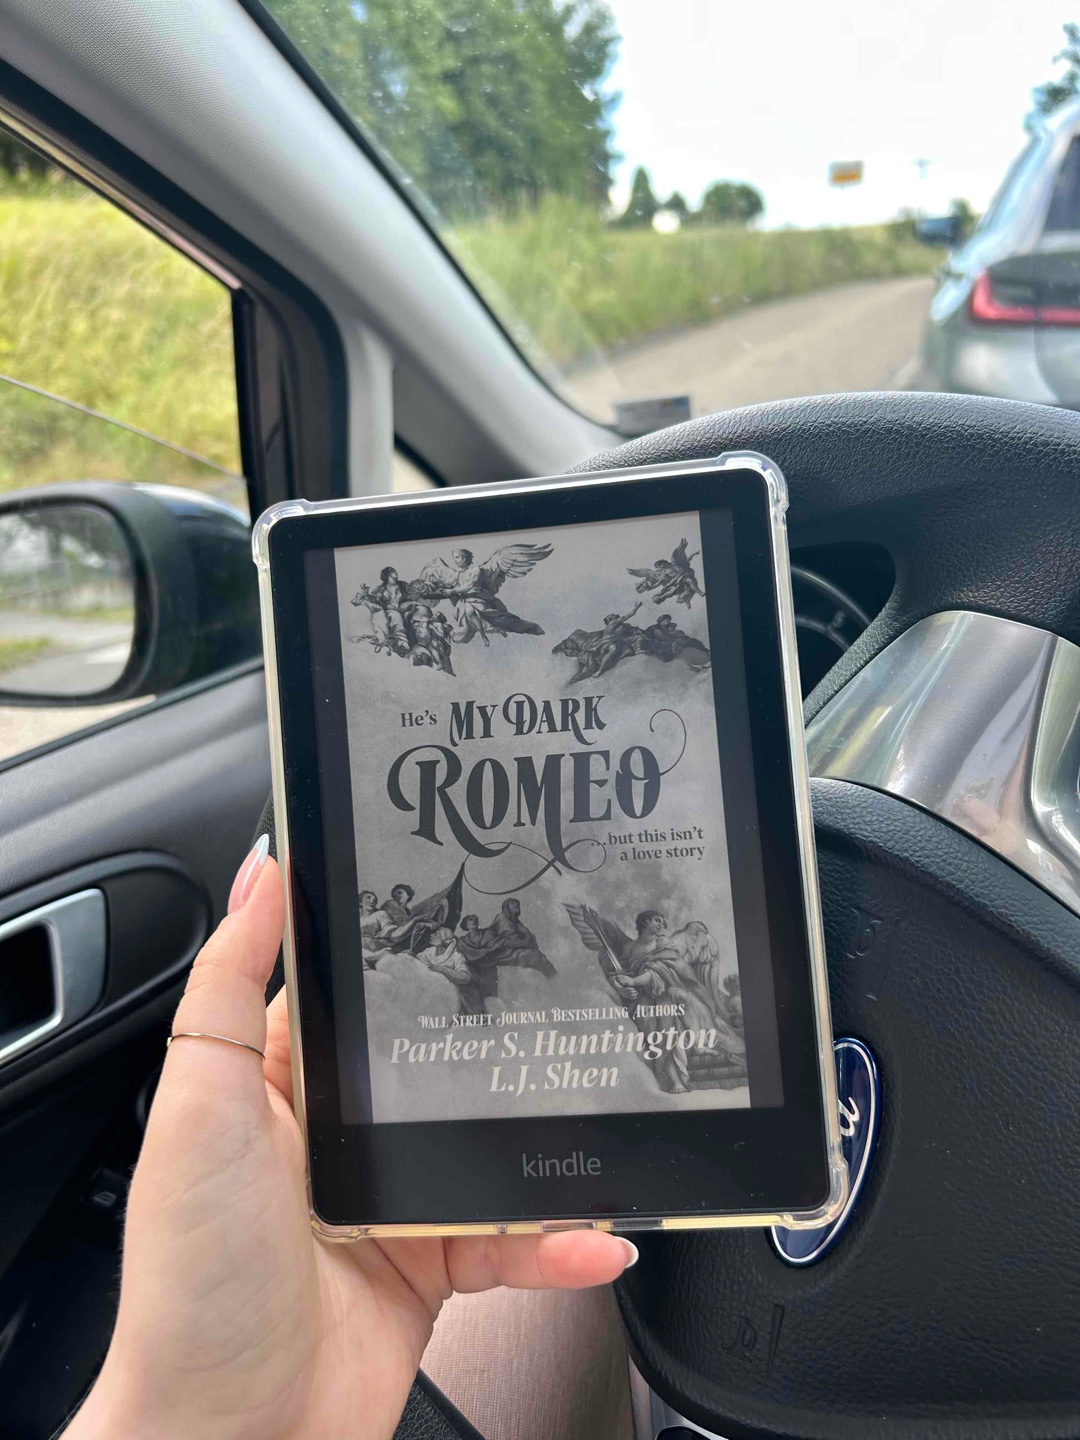 He's MY DARK
ROMEO
...but this isn't
a love story
WALL STREET JOURNAL BESTSELLING AUTHORS
Parker S. Huntington
L.J. Shen
kindle